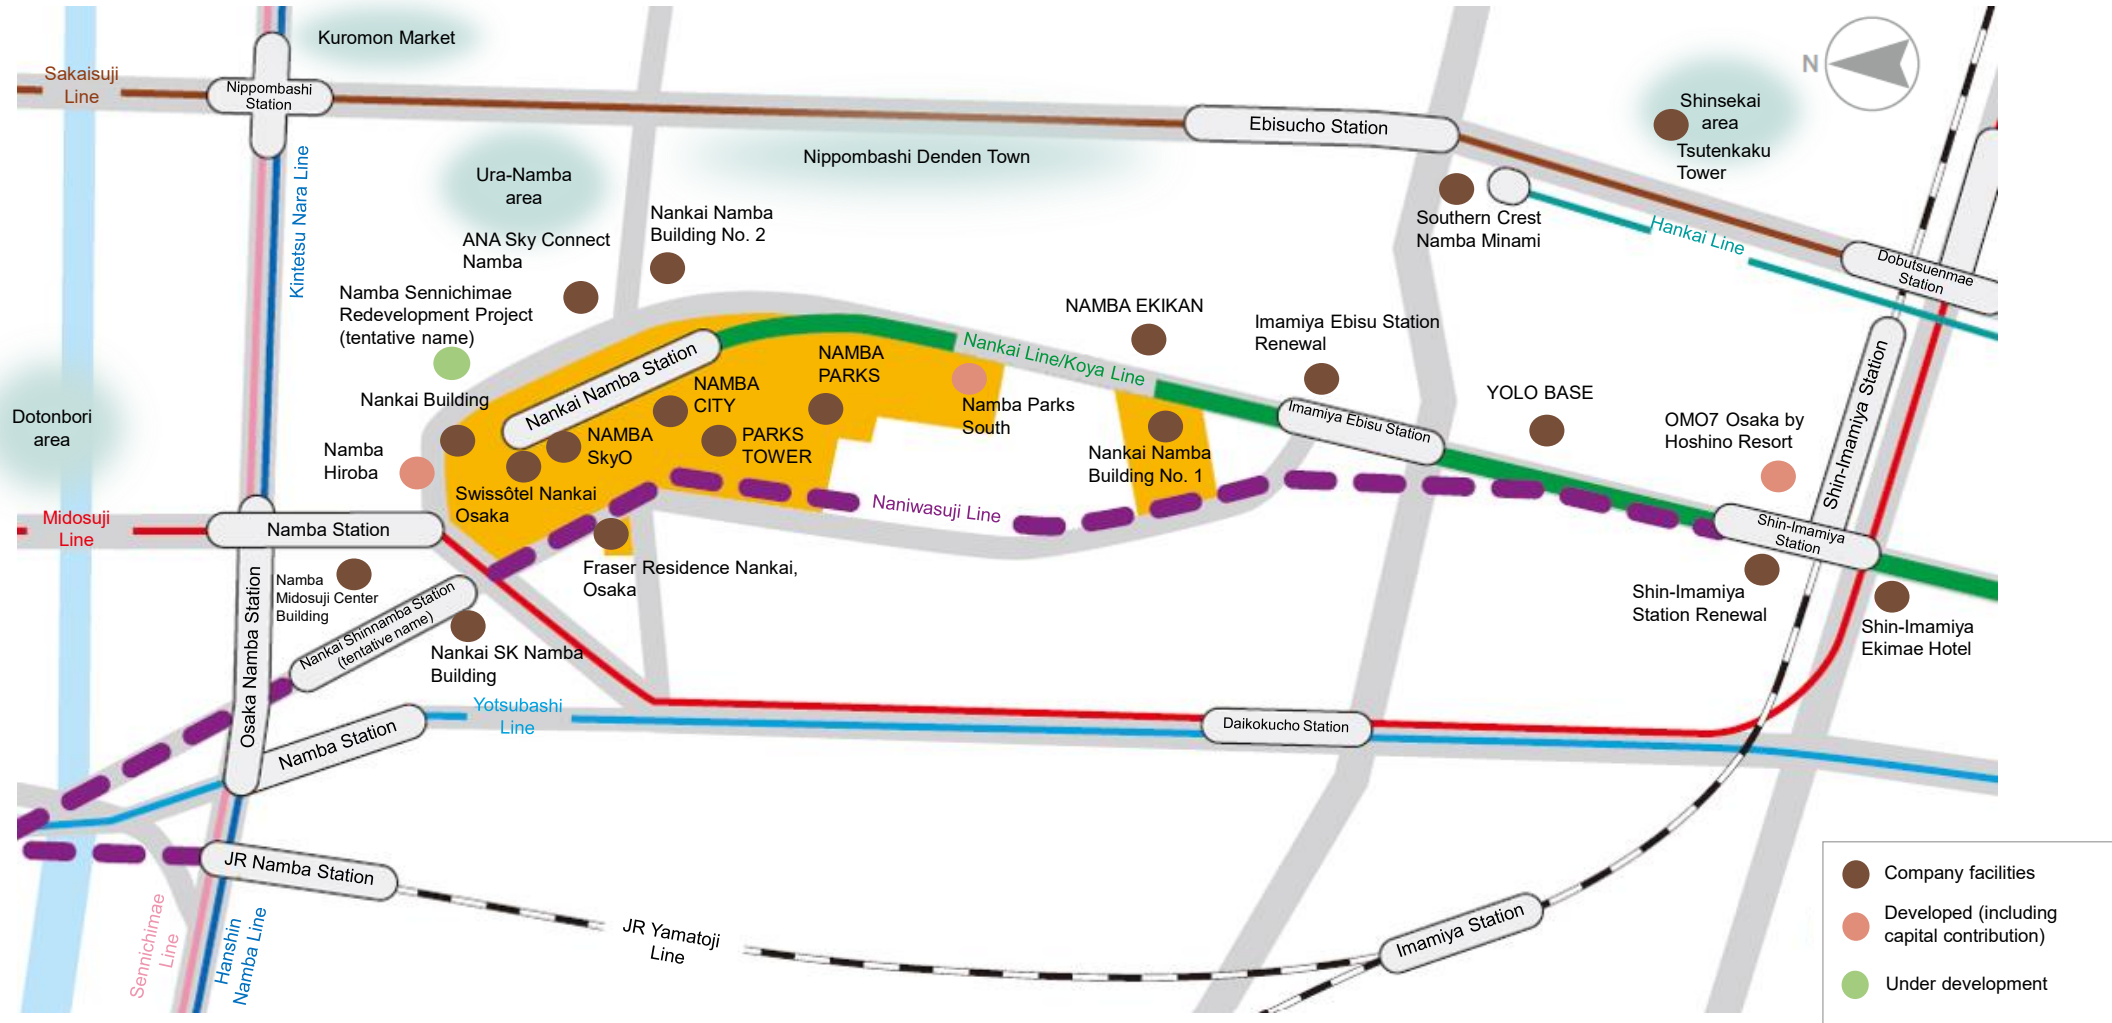 Kuromon Market
Sakaisuji
Line
Nippombashi
Station
Ebisucho Station
N
Shinsekai
area
Tsutenkaku
Tower
Nippombashi Denden Town
Ura-Namba
area
Kintetsu Nara Line
Nankai Namba
Building No. 2
ANA Sky Connect
Namba
Southern Crest
Namba Minami
Hankai Line
Dobutsuenmae
Station
Namba Sennichimae
Redevelopment Project
(tentative name)
NAMBA EKIKAN
Imamiya Ebisu Station
Renewal
Nankai Line/Koya Line
Nankai Namba Station
NAMBA
PARKS
NAMBA
CITY
Nankai Building
Namba Parks
South
YOLO BASE
OMO7 Osaka by
Hoshino Resort
Shin-Imamiya Station
Dotonbori
area
Imamiya Ebisu Station
NAMBA
SkyO
PARKS
TOWER
Namba
Hiroba
Nankai Namba
Building No. 1
Swissôtel Nankai
Osaka
Naniwasuji Line
Midosuji
Line
Namba Station
Shin-Imamiya
Station
Fraser Residence Nankai,
Osaka
Namba
Midosuji Center
Building
Osaka Namba Station
Nankai Shinnamba Station
(tentative name)
Shin-Imamiya
Station Renewal
Shin-Imamiya
Ekimae Hotel
Nankai SK Namba
Building
Yotsubashi
Line
Namba Station
Daikokucho Station
JR Namba Station
Sennichimae
Line
Hanshin
Namba Line
JR Yamatoji
Line
Imamiya Station
Company facilities
Developed (including
capital contribution)
Under development